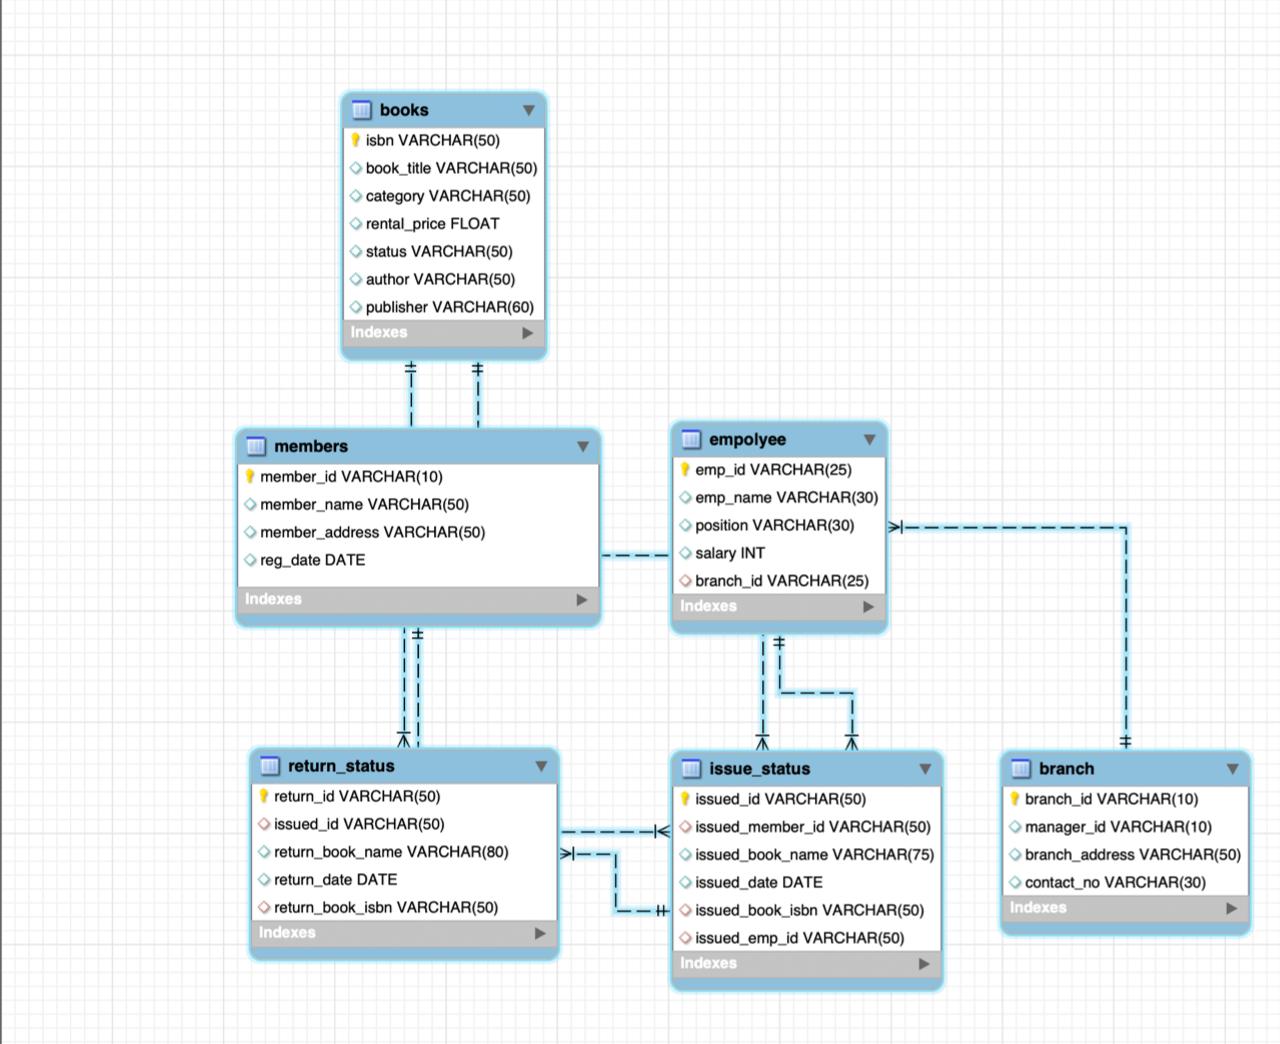 books
isbn VARCHAR(50)
book_title VARCHAR(50)
category VARCHAR(50)
rental_price FLOAT
status VARCHAR(50)
author VARCHAR(50)
publisher VARCHAR(60)
Indexes
members
member_id VARCHAR(10)
member_name VARCHAR(50)
member_address VARCHAR(50)
reg_date DATE
Indexes
empolyee
emp_id VARCHAR(25)
emp_name VARCHAR(30)
position VARCHAR(30)
salary INT
branch_id VARCHAR(25)
Indexes
return_status
return_id VARCHAR(50)
issued_id VARCHAR(50)
return_book_name VARCHAR(80)
return_date DATE
return_book_isbn VARCHAR(50)
Indexes
issue_status
issued_id VARCHAR(50)
issued_member_id VARCHAR(50)
issued_book_name VARCHAR(75)
issued_date DATE
issued_book_isbn VARCHAR(50)
issued_emp_id VARCHAR(50)
Indexes
branch
branch_id VARCHAR(10)
manager_id VARCHAR(10)
branch_address VARCHAR(50)
contact_no VARCHAR(30)
Indexes